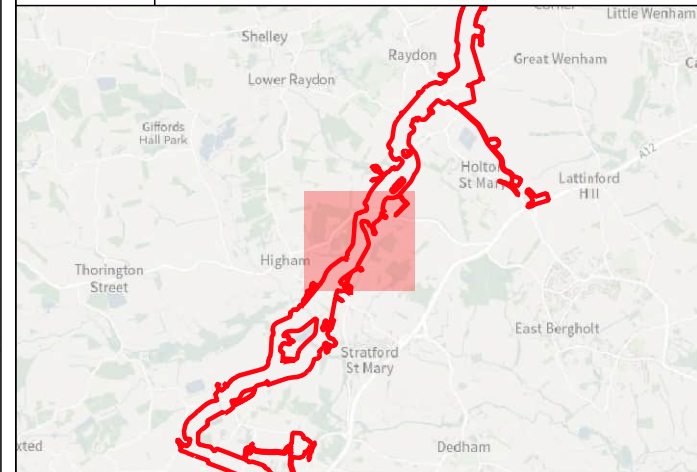 Little Wenham
Shelley
Raydon
Great Wenham
Lower Raydon
Giffords
Hall Park
A12
Holton
St Mary
Lattinford
Hill
Higham
Thorington
Street
East Bergholt
Stratford
St Mary
Dedham